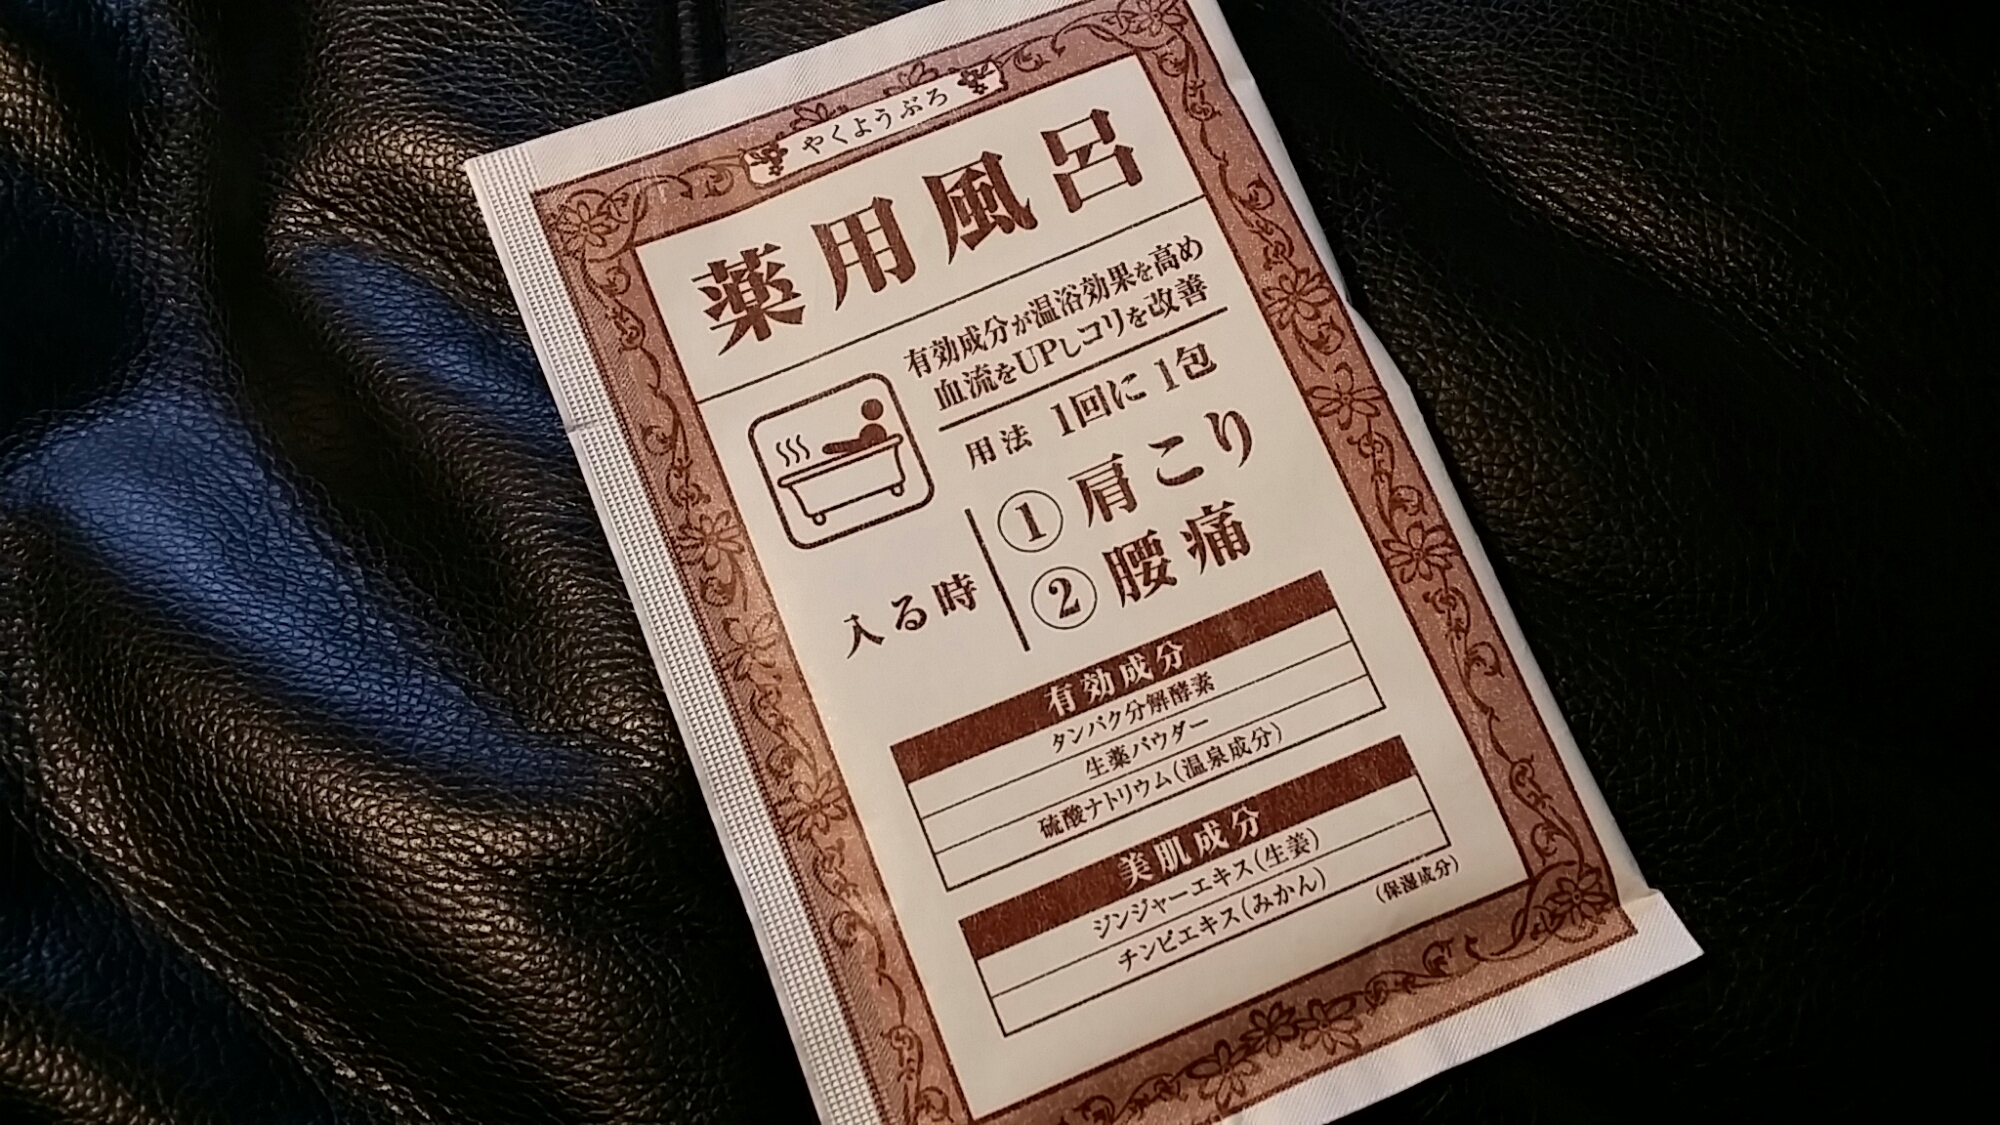 やくようぶろ
薬用風呂
有効成分が温浴効果を高め
血流をUPしコリを改善
用法 1回に1包
入る時
①肩こり
②腰痛
有効成分
タンパク分解酵素
生薬パウダー
硫酸ナトリウム(温泉成分)
美肌成分
ジンジャーエキス(生姜)
チンピエキス(みかん)
(保湿成分)